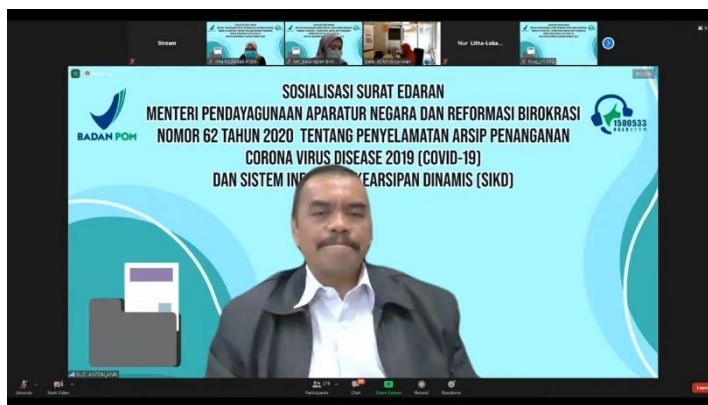 Stream
Nur Litha-Loka...
SOSIALISASI SURAT EDARAN
MENTERI PENDAYAGUNAAN APARATUR NEGARA DAN REFORMASI BIROKRASI
NOMOR 62 TAHUN 2020 TENTANG PENYELAMATAN ARSIP PENANGANAN
CORONA VIRUS DISEASE 2019 (COVID-19)
DAN SISTEM IN KEARSIPAN DINAMIS (SIKD)
BADAN POM
1500533
HALOBPOM
Unmute
Start Video
Participants
Chat
Share Screen
Record
Reactions
Leave